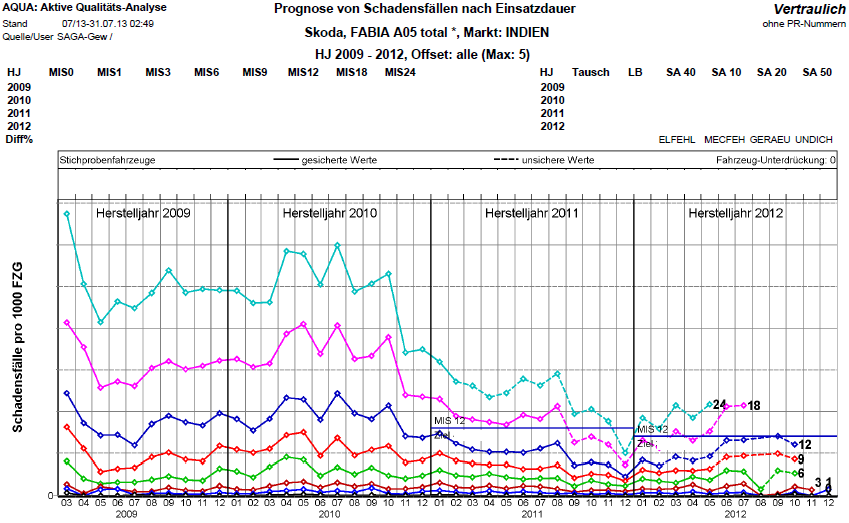 AQUA: Aktive Qualitäts-Analyse
Prognose von Schadensfällen nach Einsatzdauer
Vertraulich
Stand 07/13-31.07.13 02:49
ohne PR-Nummern
Quelle/User SAGA-Gew /
Skoda, FABIA A05 total *, Markt: INDIEN
HJ 2009 - 2012, Offset: alle (Max: 5)
HJ MIS0 MIS1 MIS3 MIS6 MIS9 MIS12 MIS18 MIS24 HJ Tausch LB SA 40 SA 10 SA 20 SA 50
2009 2009
2010 2010
2011 2011
2012 2012
Diff% ELFEHL MECFEH GERAEU UNDICH
Stichprobenfahrzeuge gesicherte Werte unsichere Werte Fahrzeug-Unterdrückung: 0
Herstelljahr 2009 Herstelljahr 2010 Herstelljahr 2011 Herstelljahr 2012
Schadensfälle pro 1000 FZG
24 18
MIS 12 MIS 12
Ziel Ziel
12
9
6
3 1
0
0
03 04 05 06 07 08 09 10 11 12 01 02 03 04 05 06 07 08 09 10 11 12 01 02 03 04 05 06 07 08 09 10 11 12 01 02 03 04 05 06 07 08 09 10 11 12
2009 2010 2011 2012